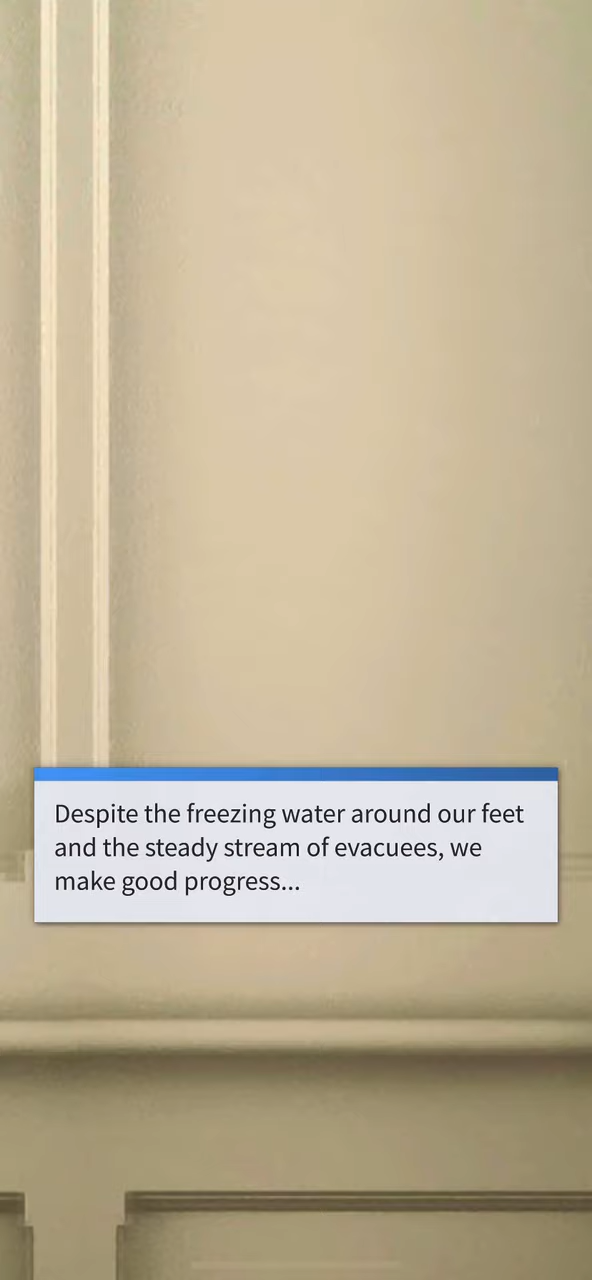 Despite the freezing water around our feet
and the steady stream of evacuees, we
make good progress...